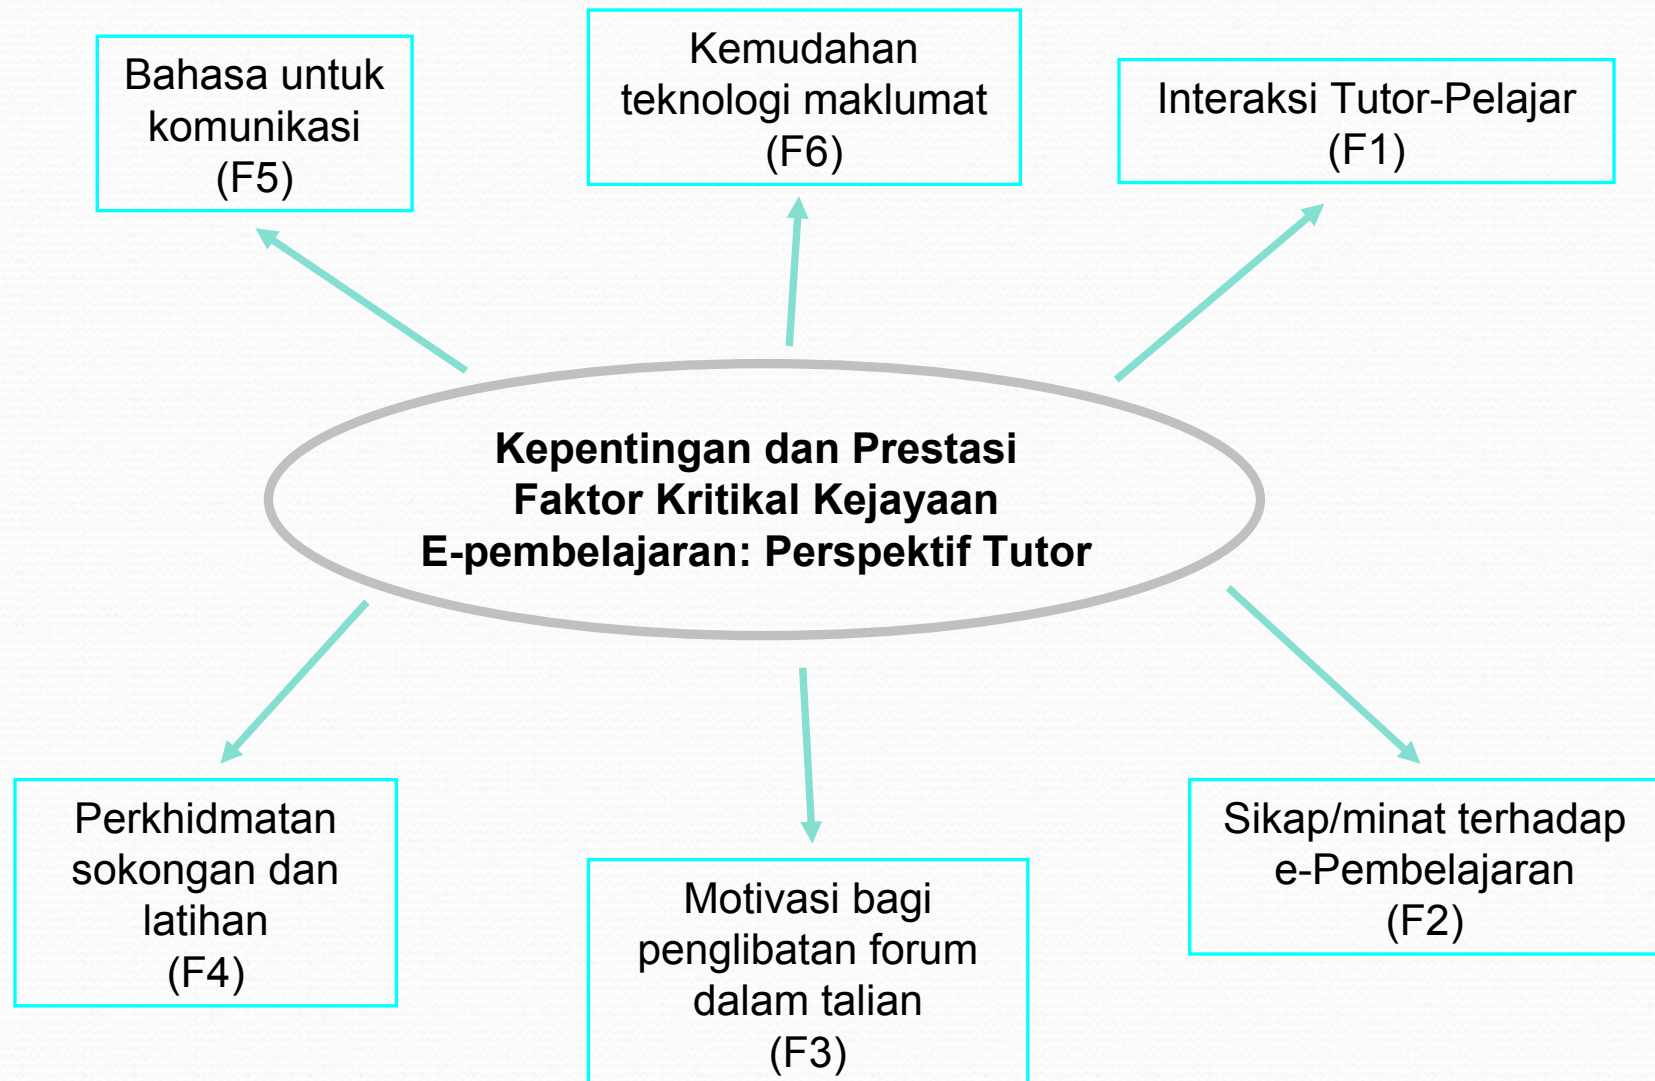 Bahasa untuk
komunikasi
(F5)
Kemudahan
teknologi maklumat
(F6)
Interaksi Tutor-Pelajar
(F1)
Kepentingan dan Prestasi
Faktor Kritikal Kejayaan
E-pembelajaran: Perspektif Tutor
Perkhidmatan
sokongan dan
latihan
(F4)
Motivasi bagi
penglibatan forum
dalam talian
(F3)
Sikap/minat terhadap
e-Pembelajaran
(F2)